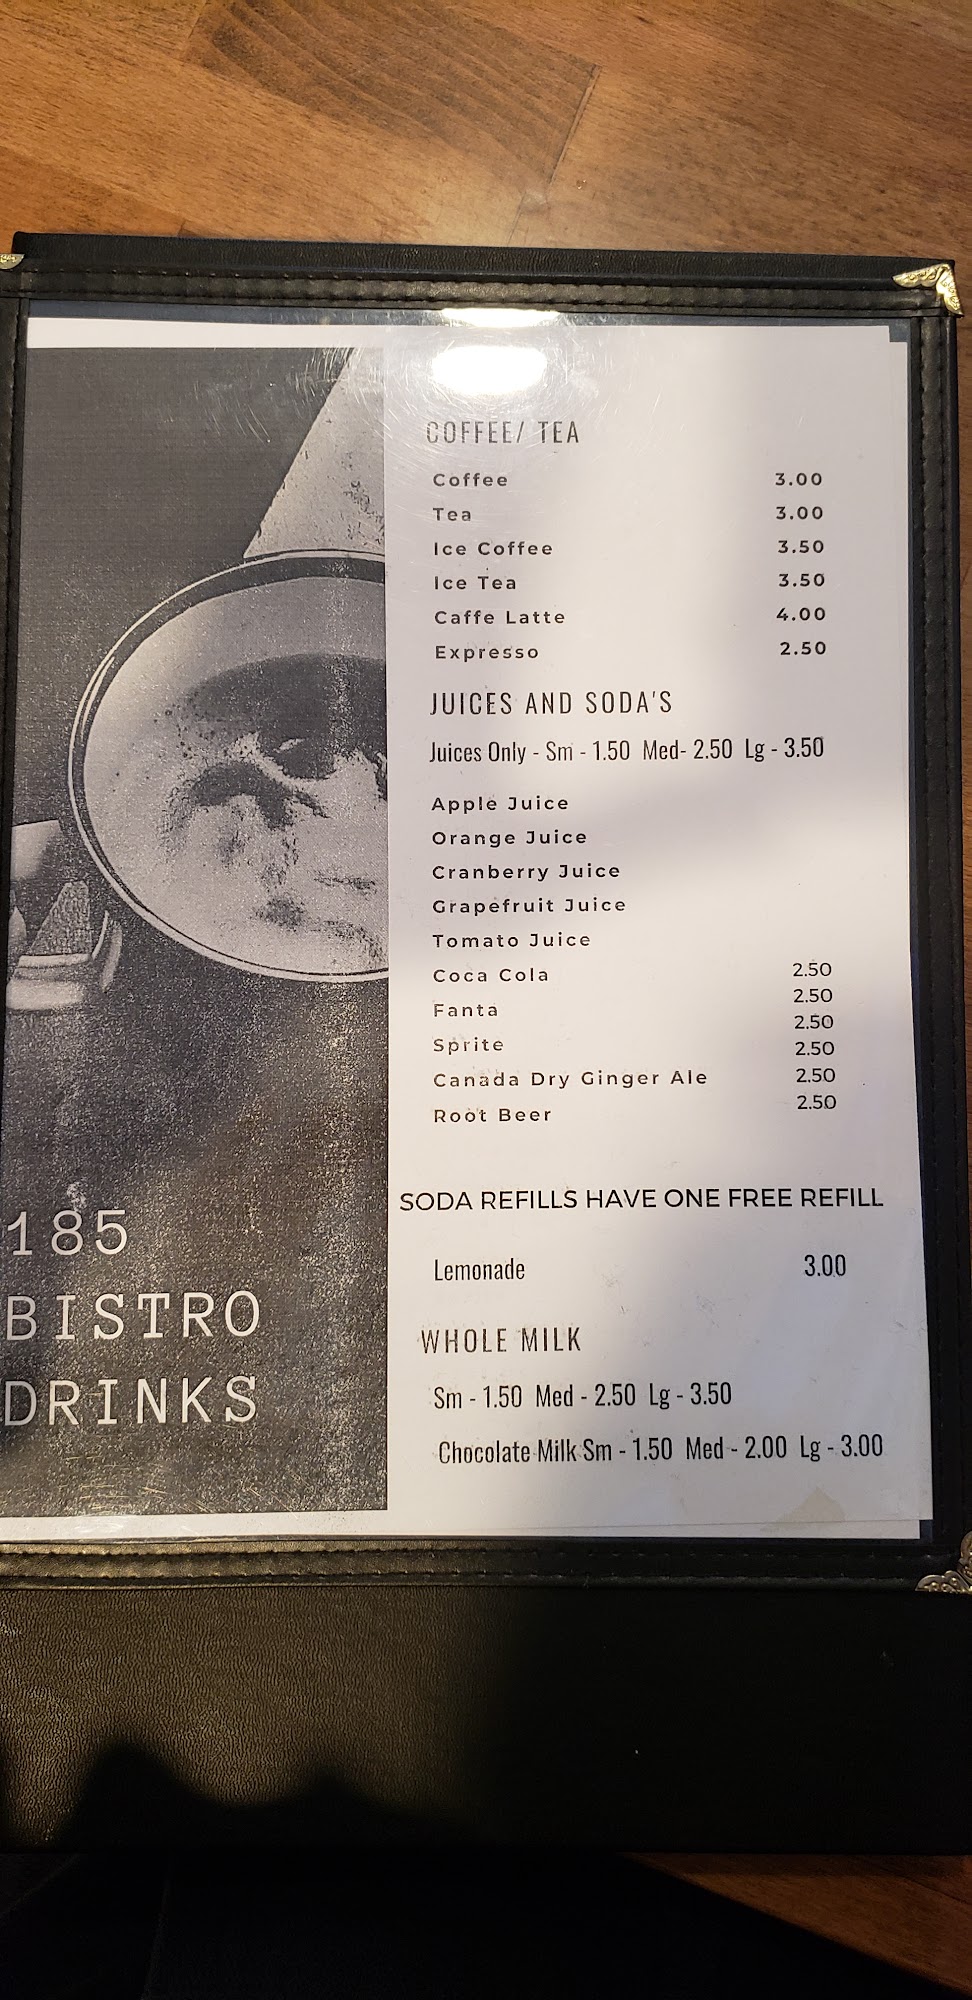 COFFEE/ TEA
Coffee 3.00
Tea 3.00
Ice Coffee 3.50
Ice Tea 3.50
Caffe Latte 4.00
Expresso 2.50
JUICES AND SODA'S
Juices Only - Sm - 1.50 Med- 2.50 Lg - 3.50
Apple Juice
Orange Juice
Cranberry Juice
Grapefruit Juice
Tomato Juice
Coca Cola 2.50
Fanta 2.50
2.50
Sprite 2.50
Canada Dry Ginger Ale 2.50
Root Beer 2.50
SODA REFILLS HAVE ONE FREE REFILL
Lemonade 3.00
WHOLE MILK
Sm - 1.50 Med - 2.50 Lg - 3.50
Chocolate Milk Sm - 1.50 Med - 2.00 Lg - 3.00
185
BISTRO
DRINKS